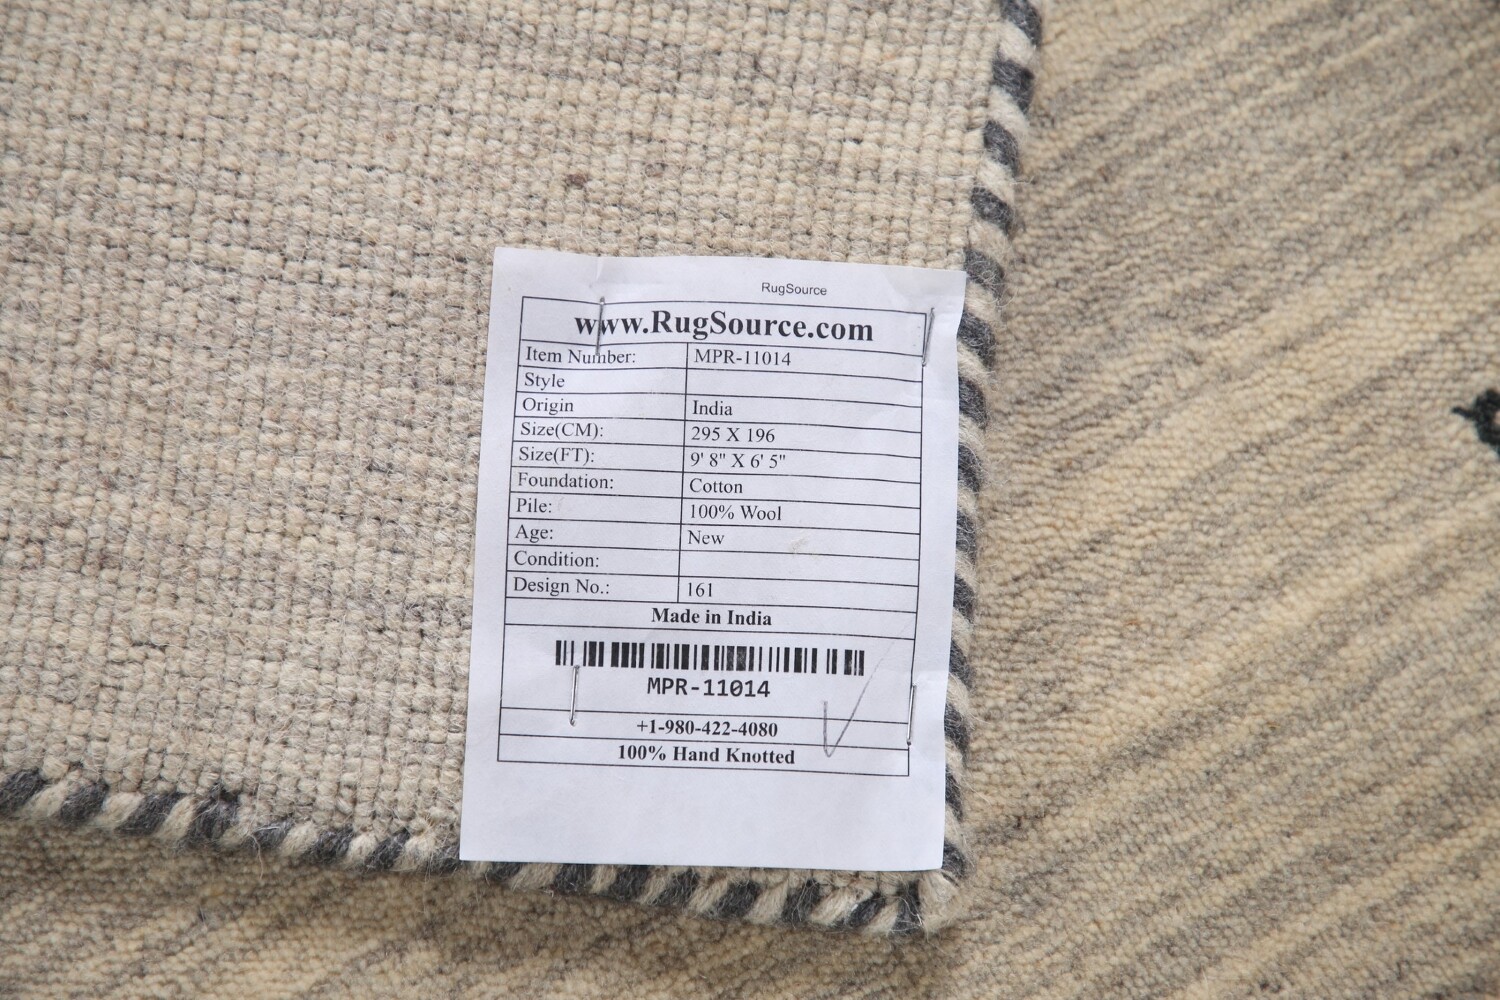 RugSource
www.RugSource.com
Item Number: MPR-11014
Style
Origin India
Size(CM): 295 X 196
Size(FT): 9' 8" X 6' 5"
Foundation: Cotton
Pile: 100% Wool
Age: New
Condition:
Design No.: 161
Made in India
MPR-11014
+1-980-422-4080
100% Hand Knotted